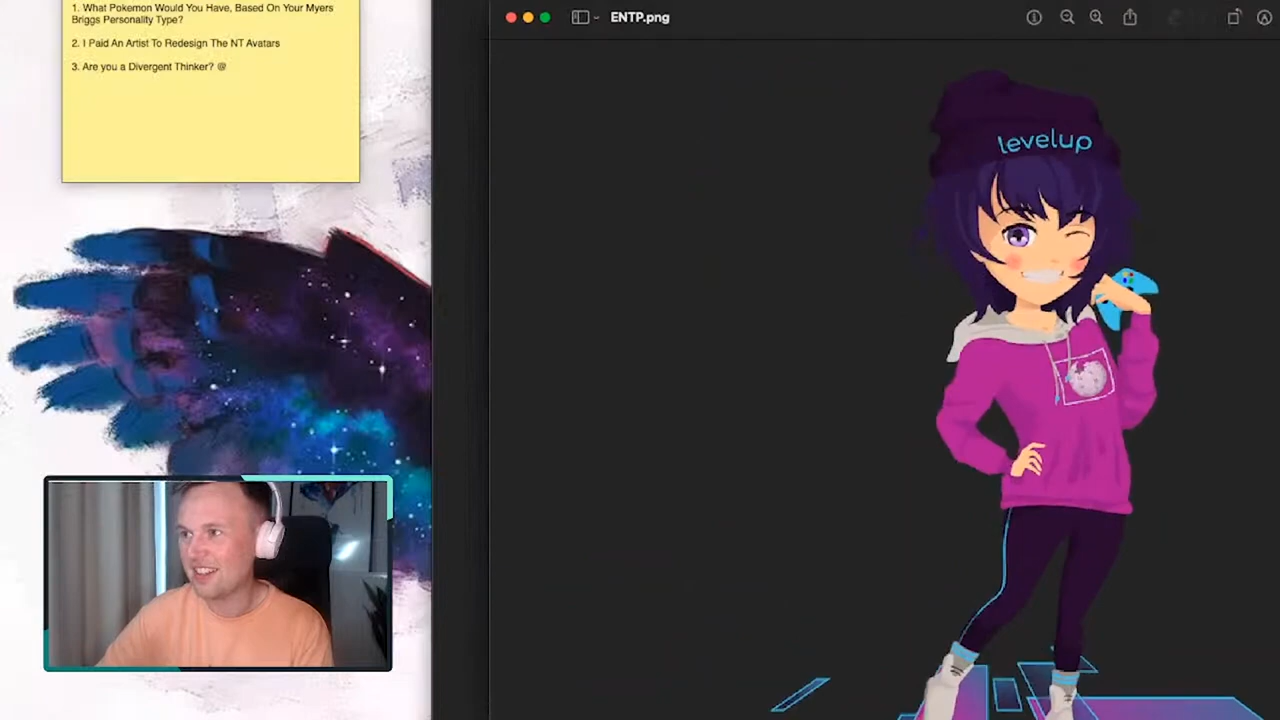 1. What Pokemon Would You Have, Based On Your Myers
Briggs Personality Type?
2. I Paid An Artist To Redesign The NT Avatars
3. Are you a Divergent Thinker? @
ENTP.png
levelup